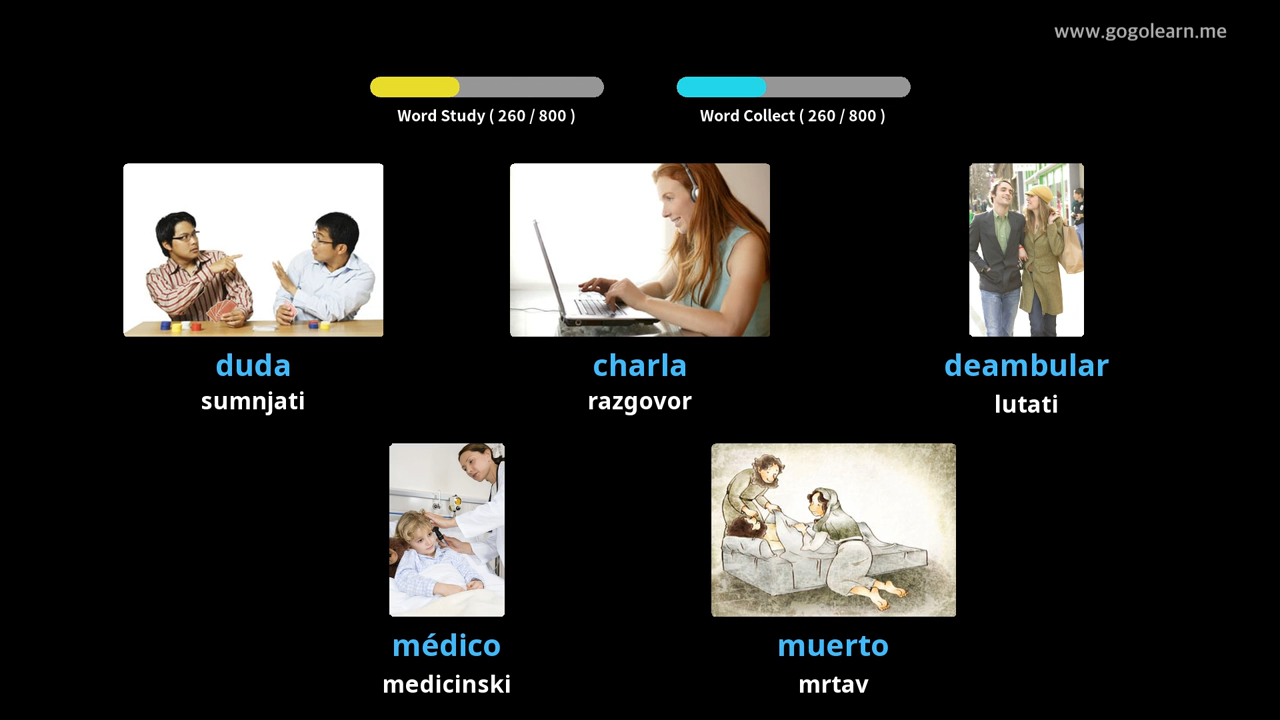 www.gogolearn.me
Word Study ( 260 / 800 )
Word Collect ( 260 / 800 )
duda
sumnjati
charla
razgovor
deambular
lutati
médico
medicinski
muerto
mrtav